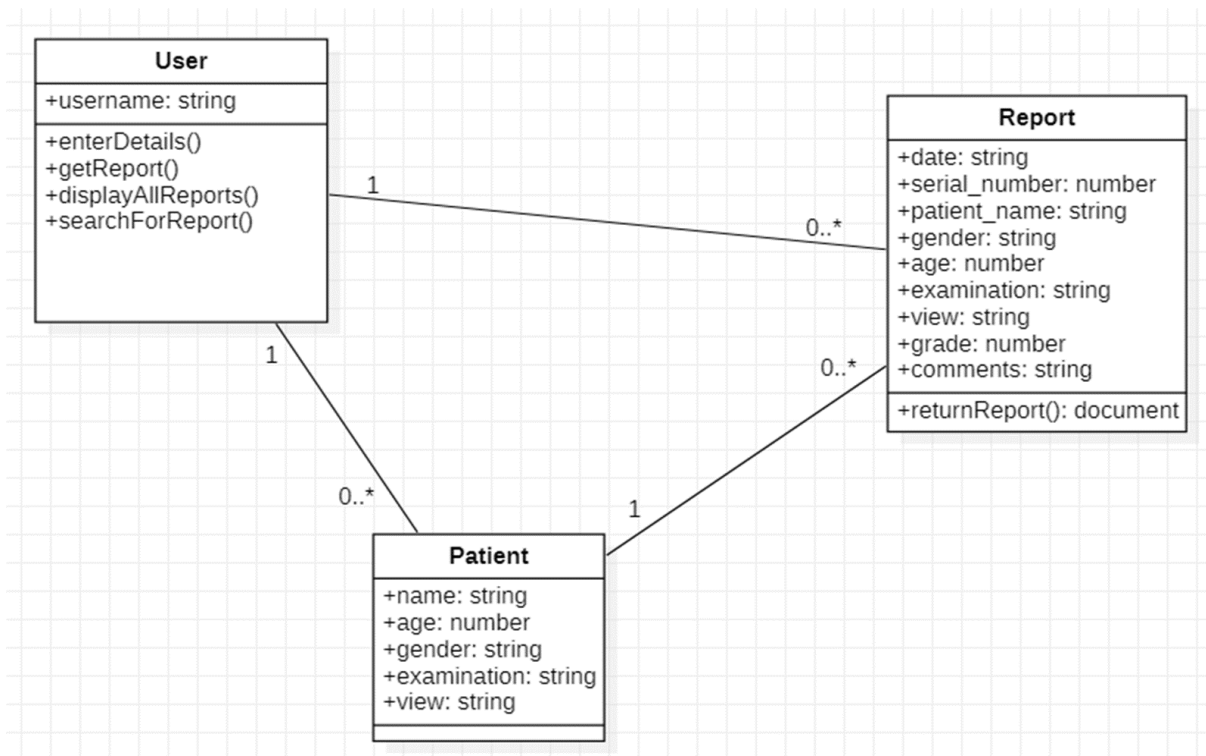 User
+username: string
+enterDetails()
+getReport()
+displayAllReports()
+searchForReport()
1
0..*
Report
+date: string
+serial_number: number
+patient_name: string
+gender: string
+age: number
+examination: string
+view: string
+grade: number
+comments: string
+returnReport(): document
1
0..*
0..*
1
Patient
+name: string
+age: number
+gender: string
+examination: string
+view: string